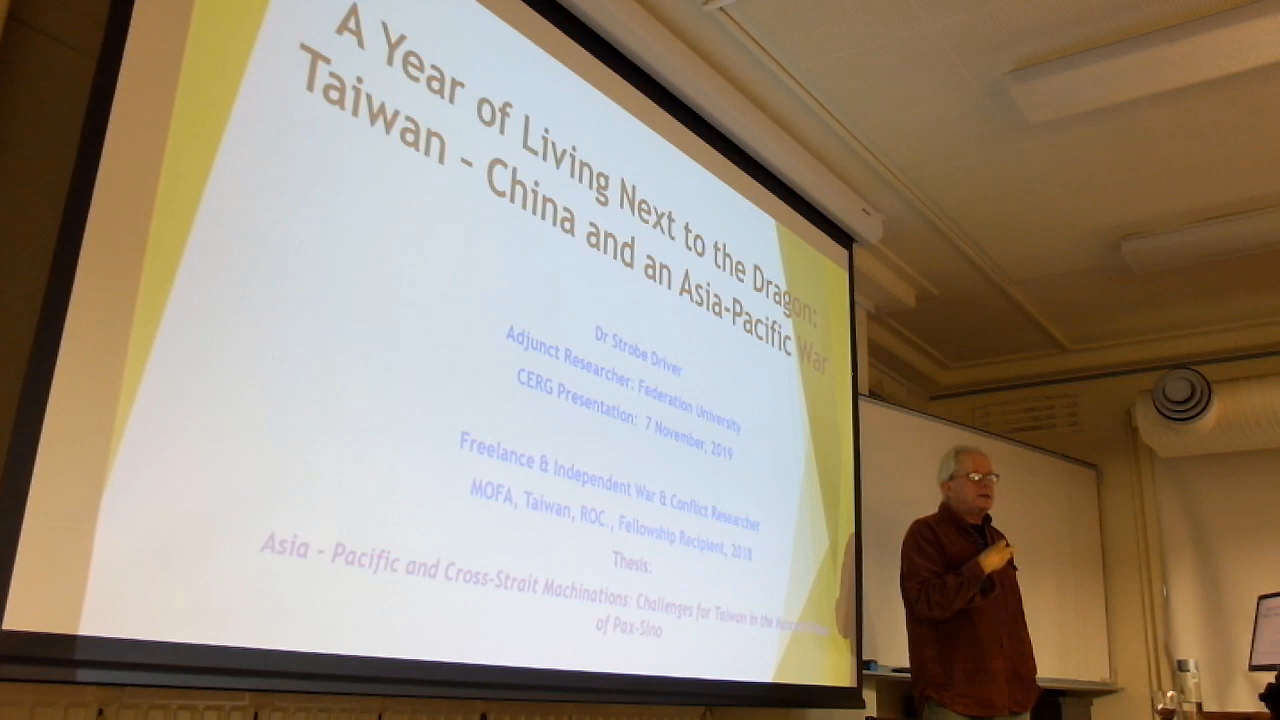 A Year of Living Next to the Dragon:
Taiwan - China and an Asia-Pacific War
Dr Strobe Driver
Adjunct Researcher: Federation University
CERG Presentation: 7 November, 2019
Freelance & Independent War & Conflict Researcher
MOFA, Taiwan, ROC., Fellowship Recipient, 2018
Thesis:
Asia - Pacific and Cross-Strait Machinations: Challenges for Taiwan in the
of Pax-Sino